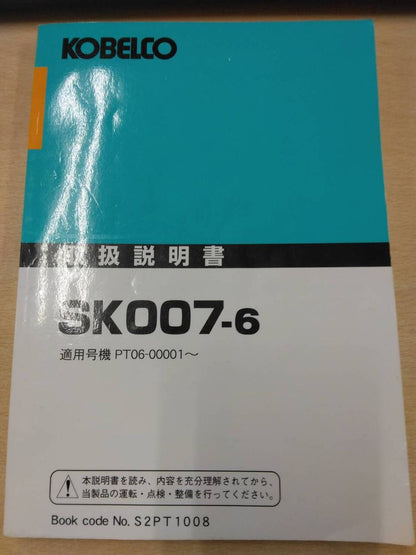 KOBELCO
取扱説明書
SK007-6
適用号機 PT06-00001～
本説明書を読み、内容を充分理解されてから、
当製品の運転・点検・整備を行ってください。
Book code No. S2PT1008